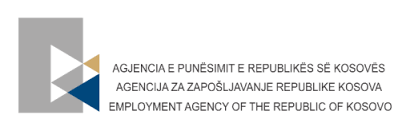 AGJENCIA E PUNËSIMIT E REPUBLIKËS SË KOSOVËS
AGENCIJA ZA ZAPOŠLJAVANJE REPUBLIKE KOSOVA
EMPLOYMENT AGENCY OF THE REPUBLIC OF KOSOVO